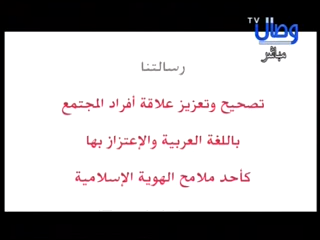 TV وصال
مباشر
رسالتنا
تصحيح وتعزيز علاقة أفراد المجتمع
باللغة العربية والإعتزاز بها
كأحد ملامح الهوية الإسلامية